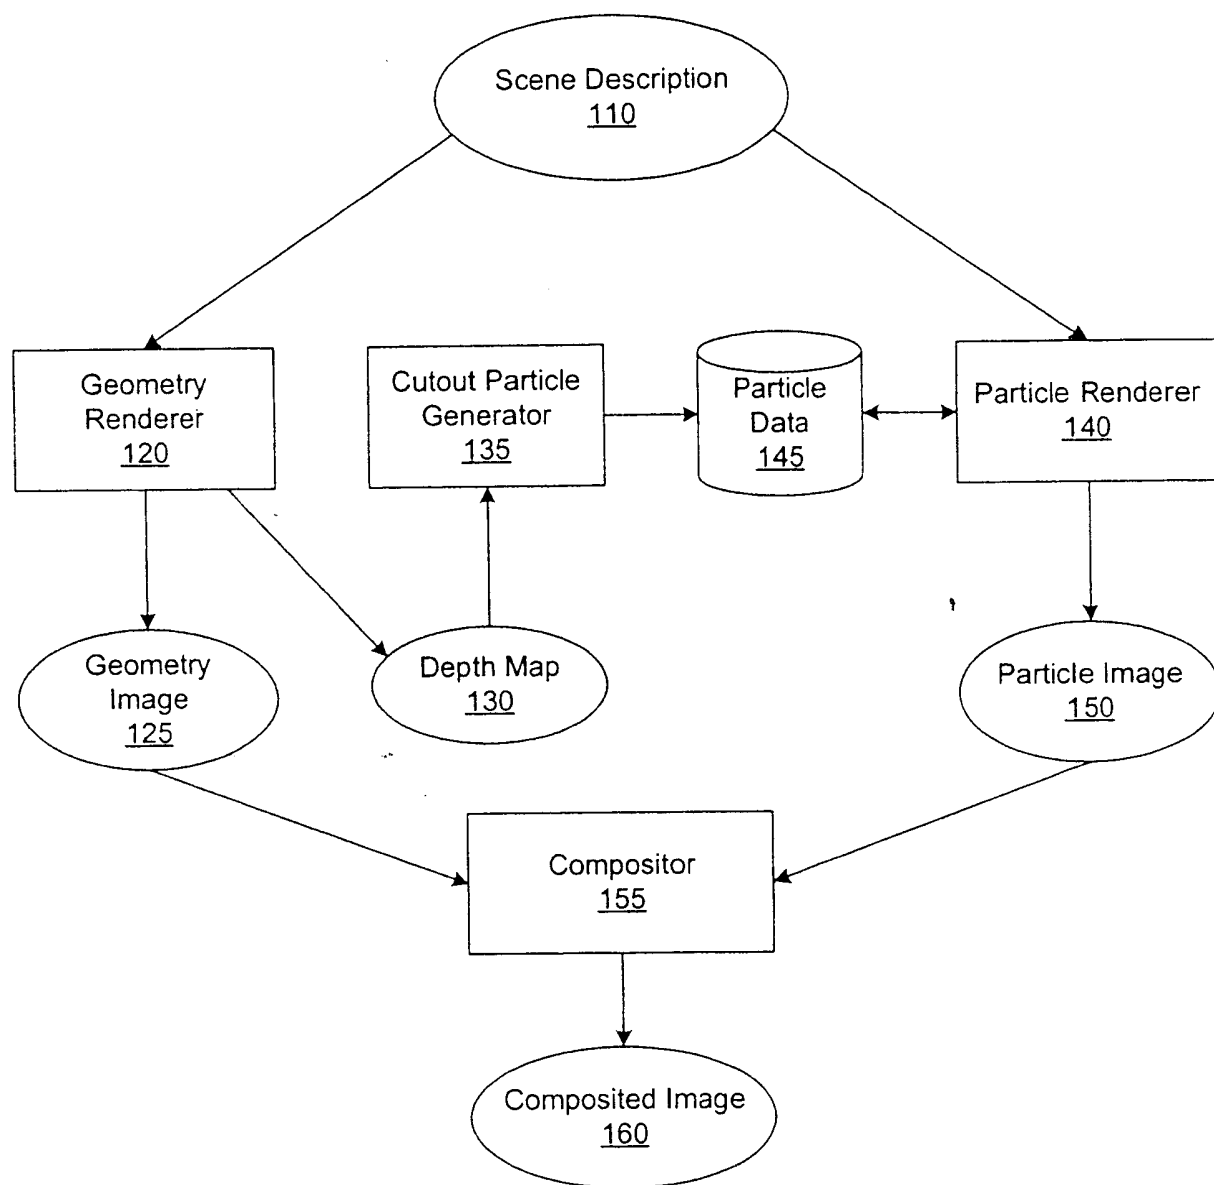 Scene Description
110
Geometry
Renderer
120
Cutout Particle
Generator
135
Particle
Data
145
Particle Renderer
140
Geometry
Image
125
Depth Map
130
Particle Image
150
Compositor
155
Composited Image
160